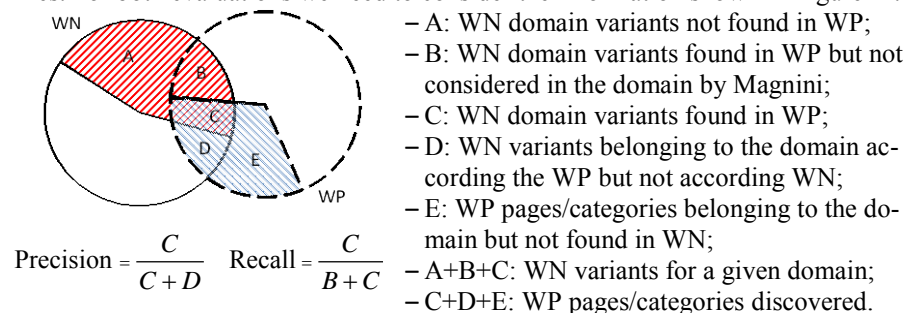 WN
A
B
C
D
E
WP
Precision = C / C + D Recall = C / B + C
– A: WN domain variants not found in WP;
– B: WN domain variants found in WP but not
considered in the domain by Magnini;
– C: WN domain variants found in WP;
– D: WN variants belonging to the domain ac-
cording the WP but not according WN;
– E: WP pages/categories belonging to the do-
main but not found in WN;
– A+B+C: WN variants for a given domain;
– C+D+E: WP pages/categories discovered.